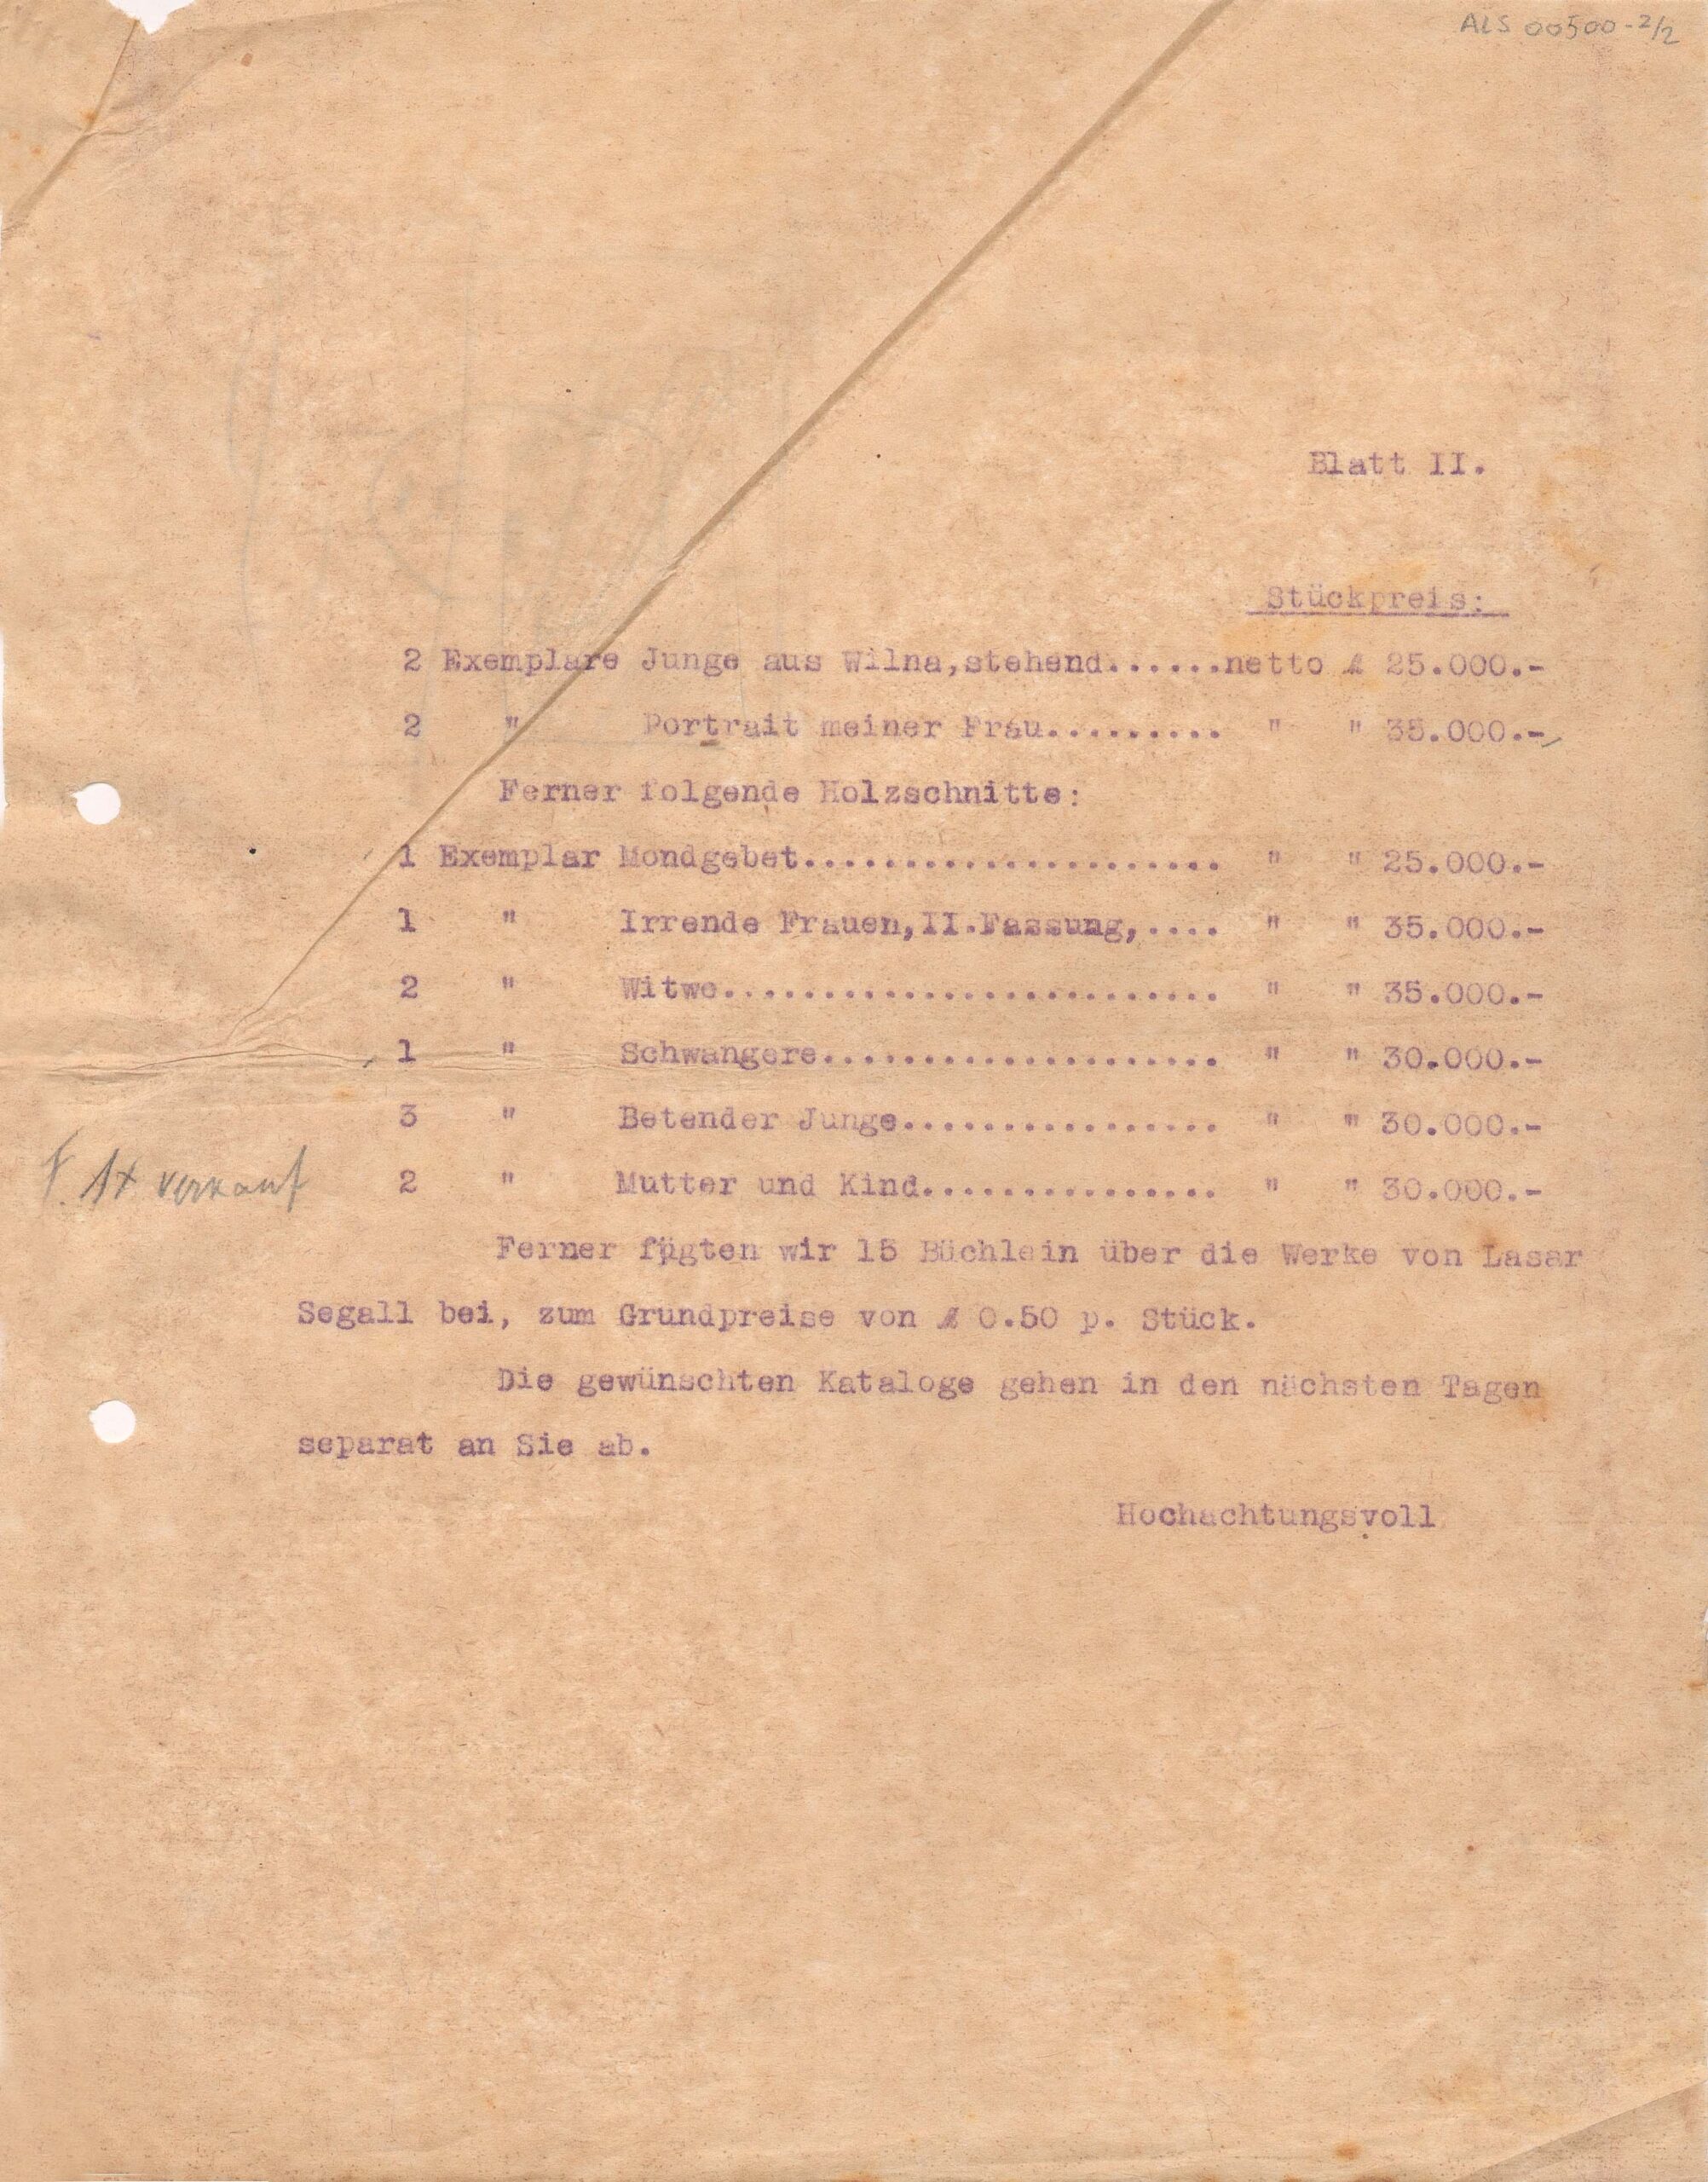 ALS 00500-2/2
Blatt II.
Stückpreis:
2 Exemplare Junge aus Wilna,stehend......netto ℳ 25.000.-
2 " Portrait meiner Frau......... " " 35.000.-
Ferner folgende Holzschnitte:
1 Exemplar Mondgebet..................... " " 25.000.-
1 " Irrende Frauen,II.Fassung,.... " " 35.000.-
2 " Witwe......................... " " 35.000.-
1 " Schwangere.................... " " 30.000.-
3 " Betender Junge................ " " 30.000.-
1x verkauf 2 " Mutter und Kind............... " " 30.000.-
Ferner fügten wir 15 Büchlein über die Werke von Lasar
Segall bei, zum Grundpreise von ℳ 0.50 p. Stück.
Die gewünschten Kataloge gehen in den nächsten Tagen
separat an Sie ab.
Hochachtungsvoll